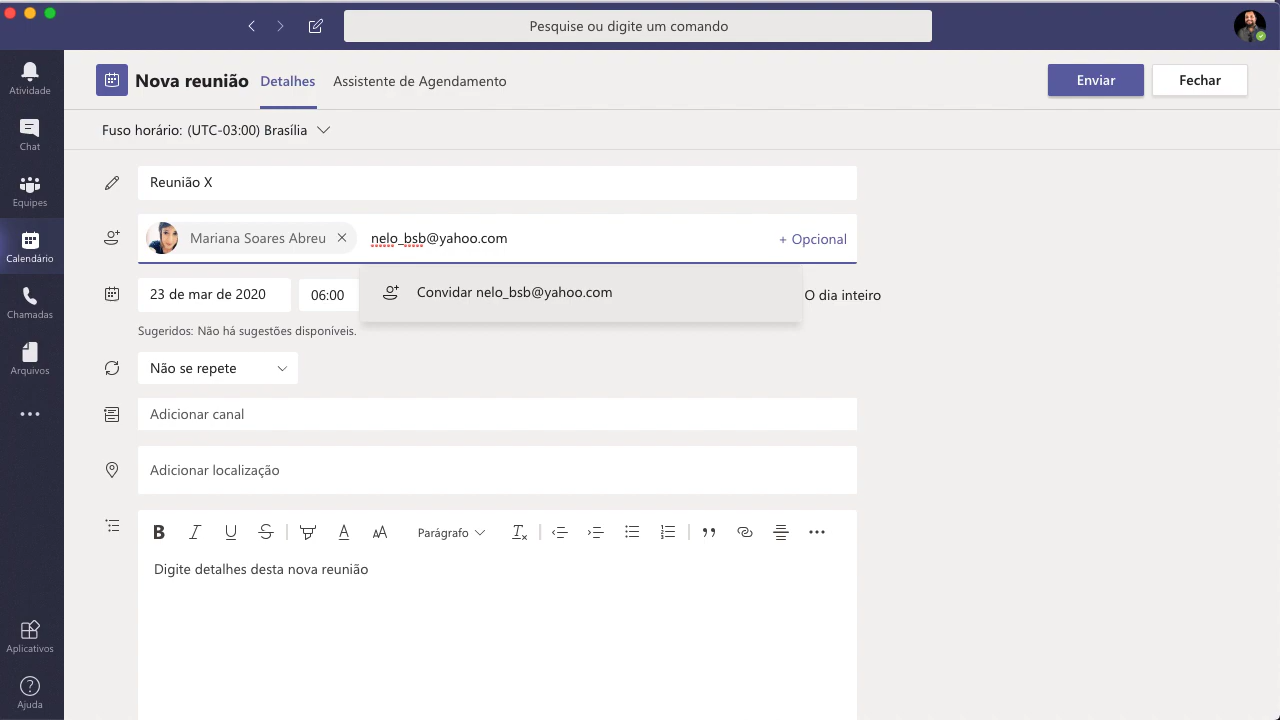 Pesquise ou digite um comando
Nova reunião Detalhes Assistente de Agendamento Enviar Fechar
Fuso horário: (UTC-03:00) Brasília
Reunião X
Mariana Soares Abreu nelo_bsb@yahoo.com + Opcional
Convidar nelo_bsb@yahoo.com
23 de mar de 2020 06:00 O dia inteiro
Sugeridos: Não há sugestões disponíveis.
Não se repete
Adicionar canal
Adicionar localização
B I U S A AA Parágrafo
Digite detalhes desta nova reunião
Atividade
Chat
Equipes
Calendário
Chamadas
Arquivos
Aplicativos
Ajuda